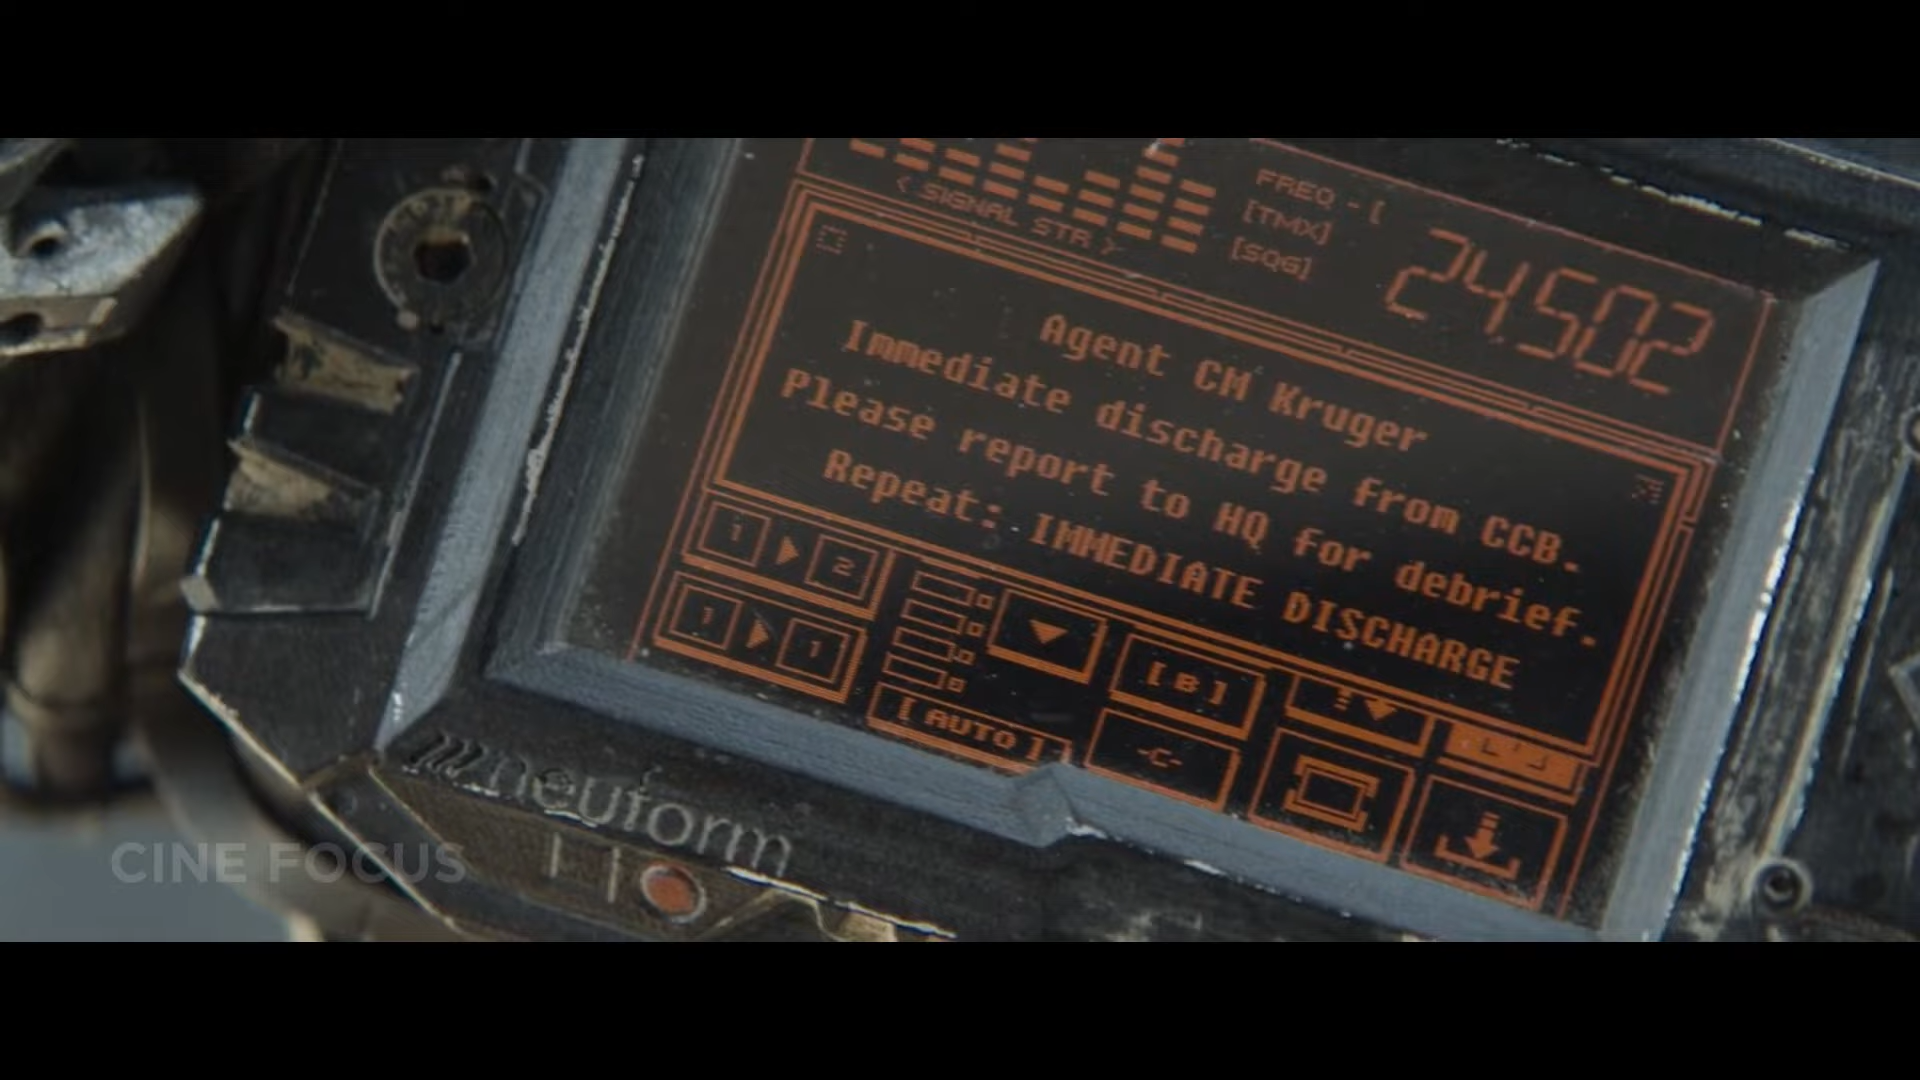 < SIGNAL STR >
FREQ - [
[TMX]
[SQG]
24.502
Agent CM Kruger
Immediate discharge from CCB.
Please report to HQ for debrief.
Repeat: IMMEDIATE DISCHARGE
1 2
1 1
[ AUTO ]
[ B ]
-C-
neuform
CINE FOCUS